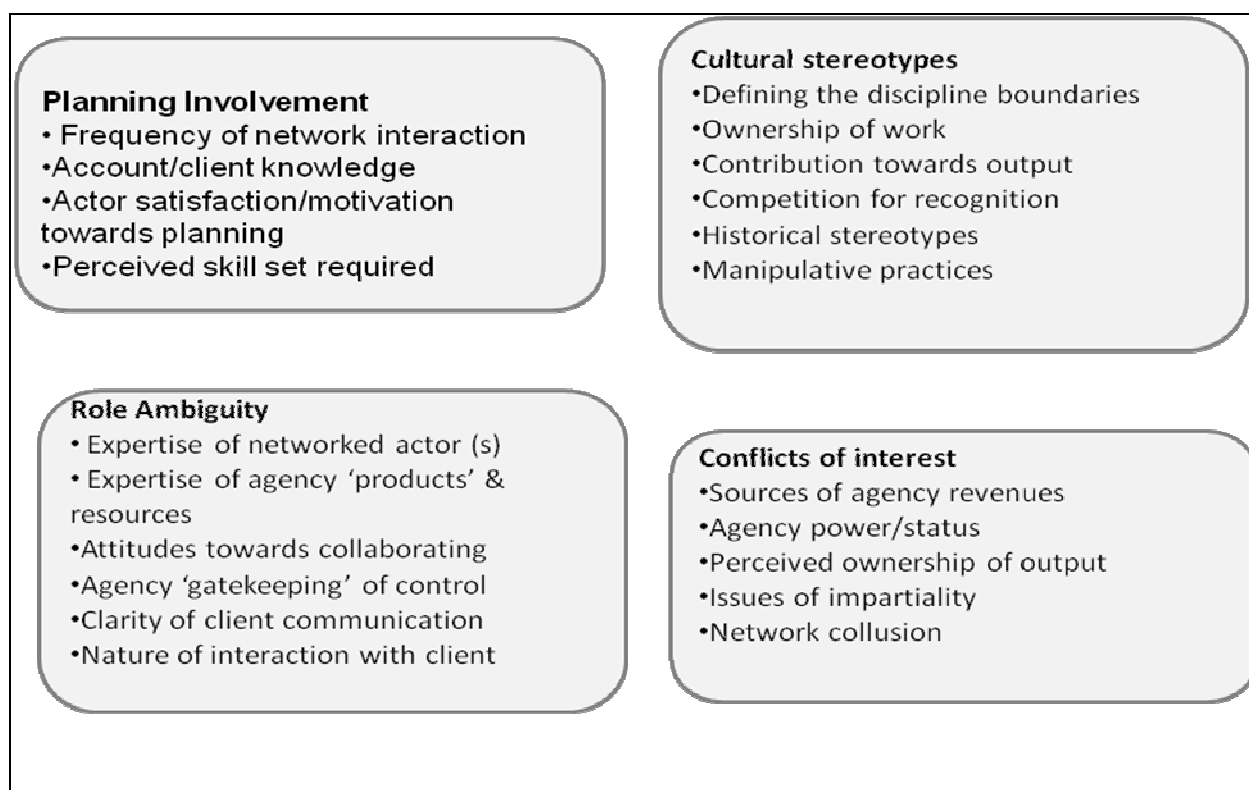 Planning Involvement
• Frequency of network interaction
•Account/client knowledge
•Actor satisfaction/motivation
towards planning
•Perceived skill set required
Cultural stereotypes
•Defining the discipline boundaries
•Ownership of work
•Contribution towards output
•Competition for recognition
•Historical stereotypes
•Manipulative practices
Role Ambiguity
• Expertise of networked actor (s)
• Expertise of agency ‘products’ &
resources
•Attitudes towards collaborating
•Agency ‘gatekeeping’ of control
•Clarity of client communication
•Nature of interaction with client
Conflicts of interest
•Sources of agency revenues
•Agency power/status
•Perceived ownership of output
•Issues of impartiality
•Network collusion